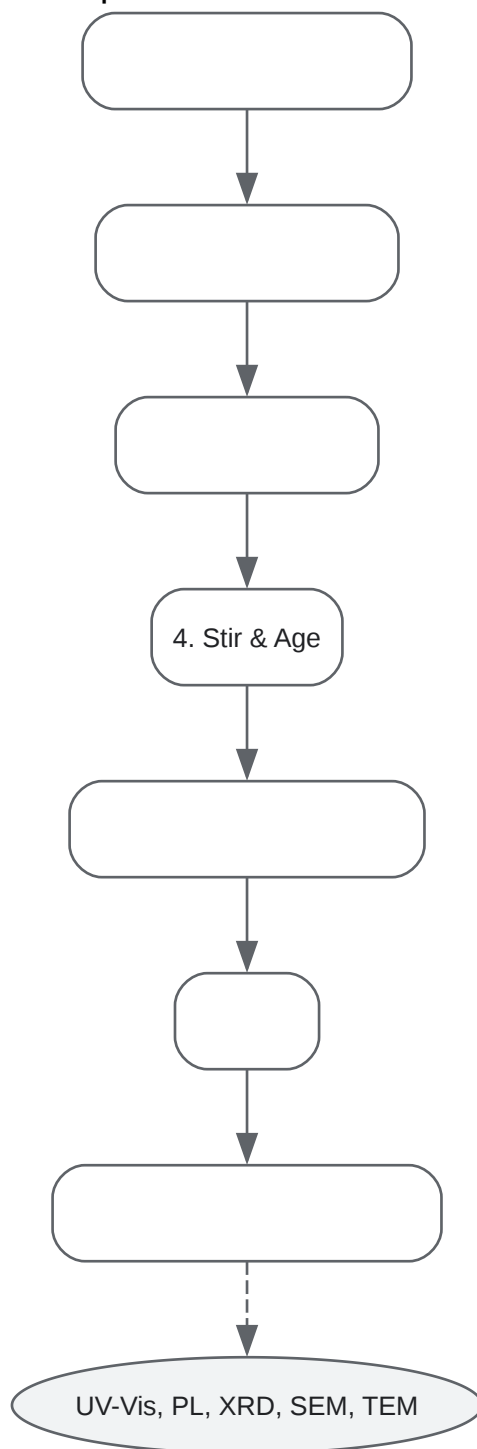 4. Stir & Age
UV-Vis, PL, XRD, SEM, TEM